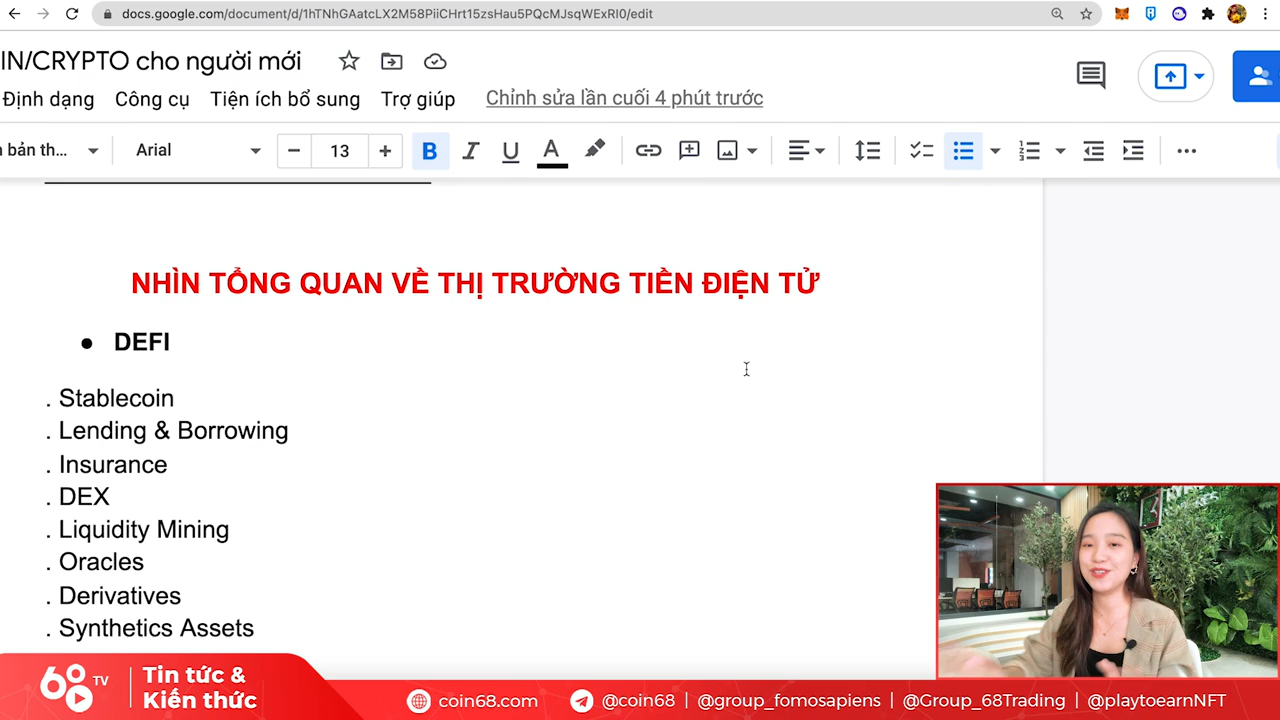 docs.google.com/document/d/1hTNhGAatcLX2M58PiiCHrt15zsHau5PQcMJsqWExRI0/edit
IN/CRYPTO cho người mới
Định dạng Công cụ Tiện ích bổ sung Trợ giúp Chỉnh sửa lần cuối 4 phút trước
bản th... Arial 13 B I U A
NHÌN TỔNG QUAN VỀ THỊ TRƯỜNG TIỀN ĐIỆN TỬ
● DEFI
. Stablecoin
. Lending & Borrowing
. Insurance
. DEX
. Liquidity Mining
. Oracles
. Derivatives
. Synthetics Assets
68 TV
Tin tức &
Kiến thức
coin68.com @coin68 | @group_fomosapiens | @Group_68Trading | @playtoearnNFT